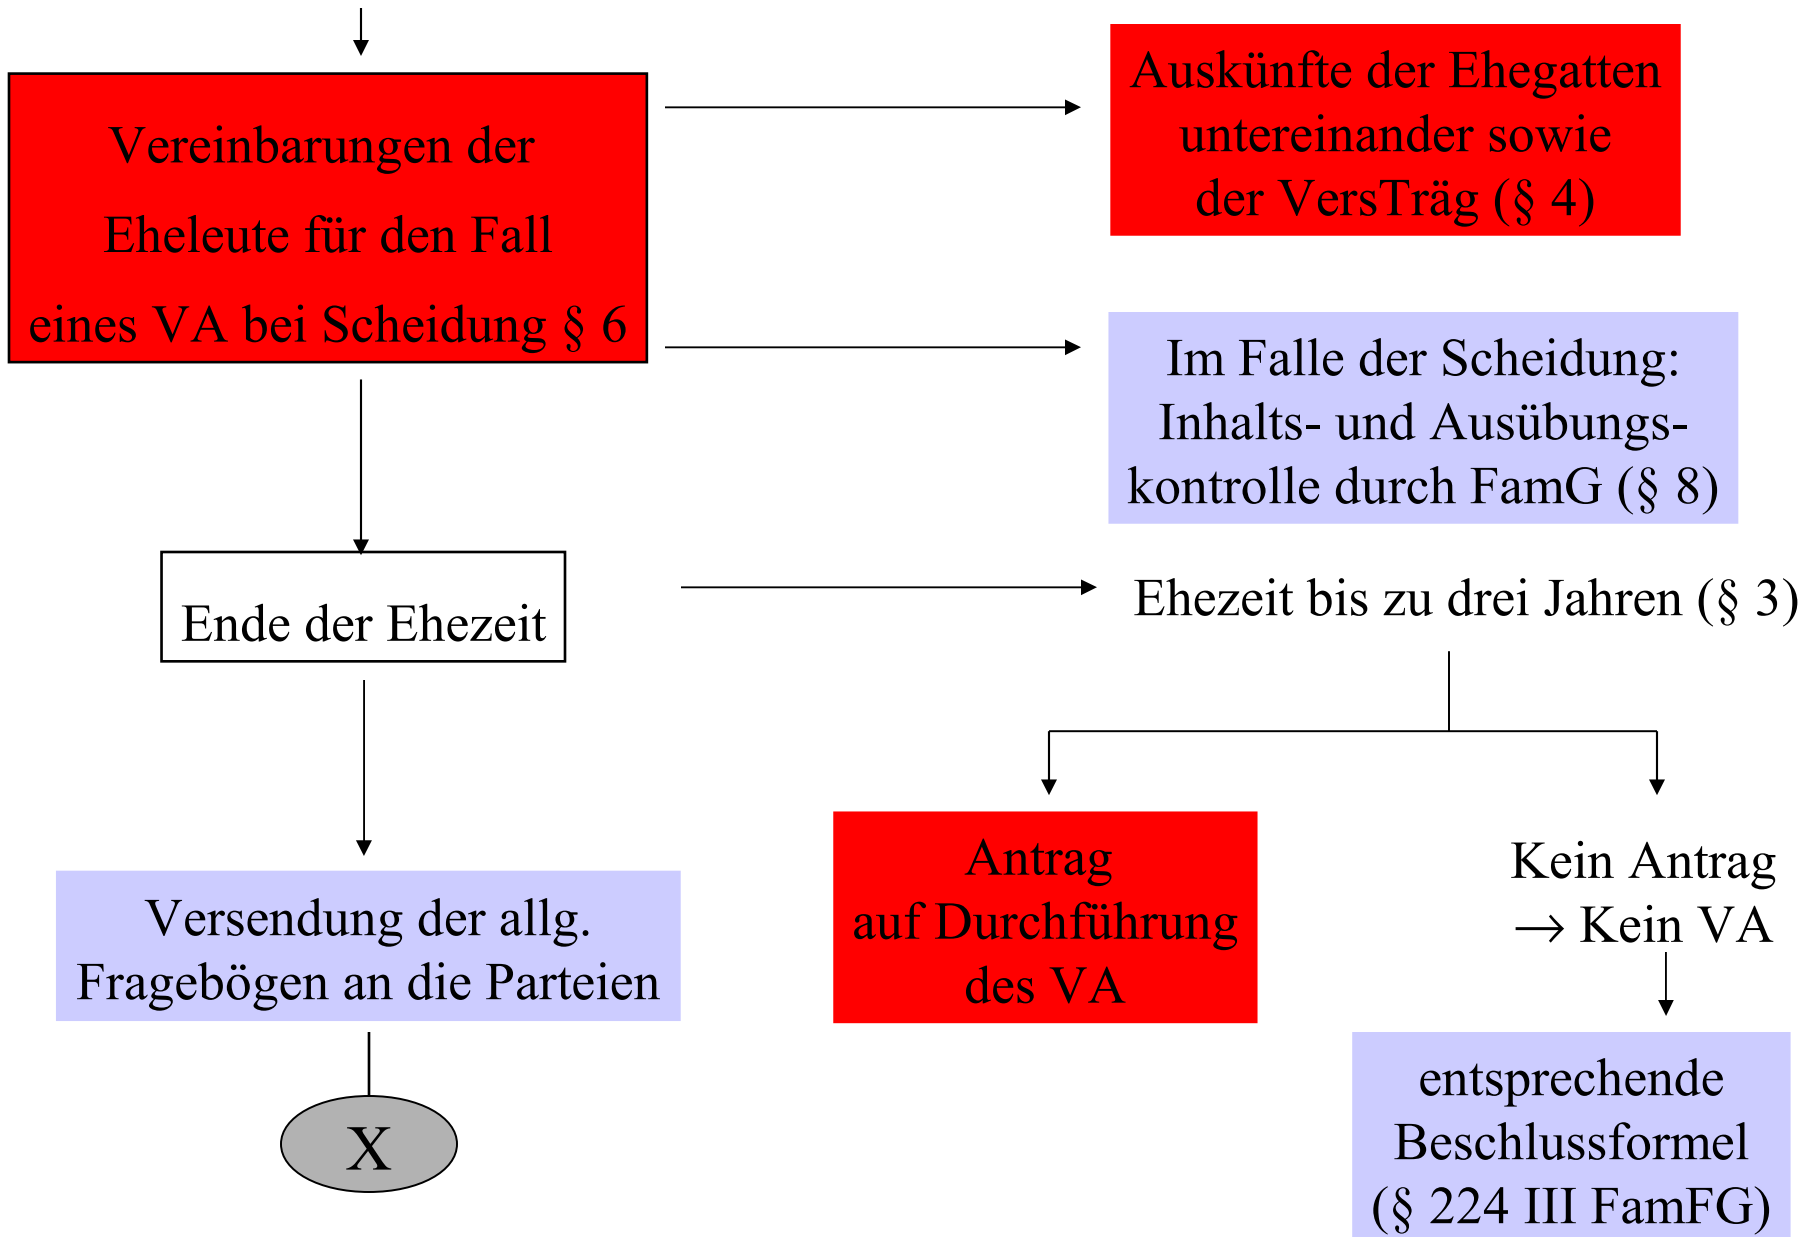 Vereinbarungen der
Eheleute für den Fall
eines VA bei Scheidung § 6
Auskünfte der Ehegatten
untereinander sowie
der VersTräg (§ 4)
Im Falle der Scheidung:
Inhalts- und Ausübungs-
kontrolle durch FamG (§ 8)
Ende der Ehezeit
Ehezeit bis zu drei Jahren (§ 3)
Antrag
auf Durchführung
des VA
Kein Antrag
→ Kein VA
Versendung der allg.
Fragebögen an die Parteien
X
entsprechende
Beschlussformel
(§ 224 III FamFG)